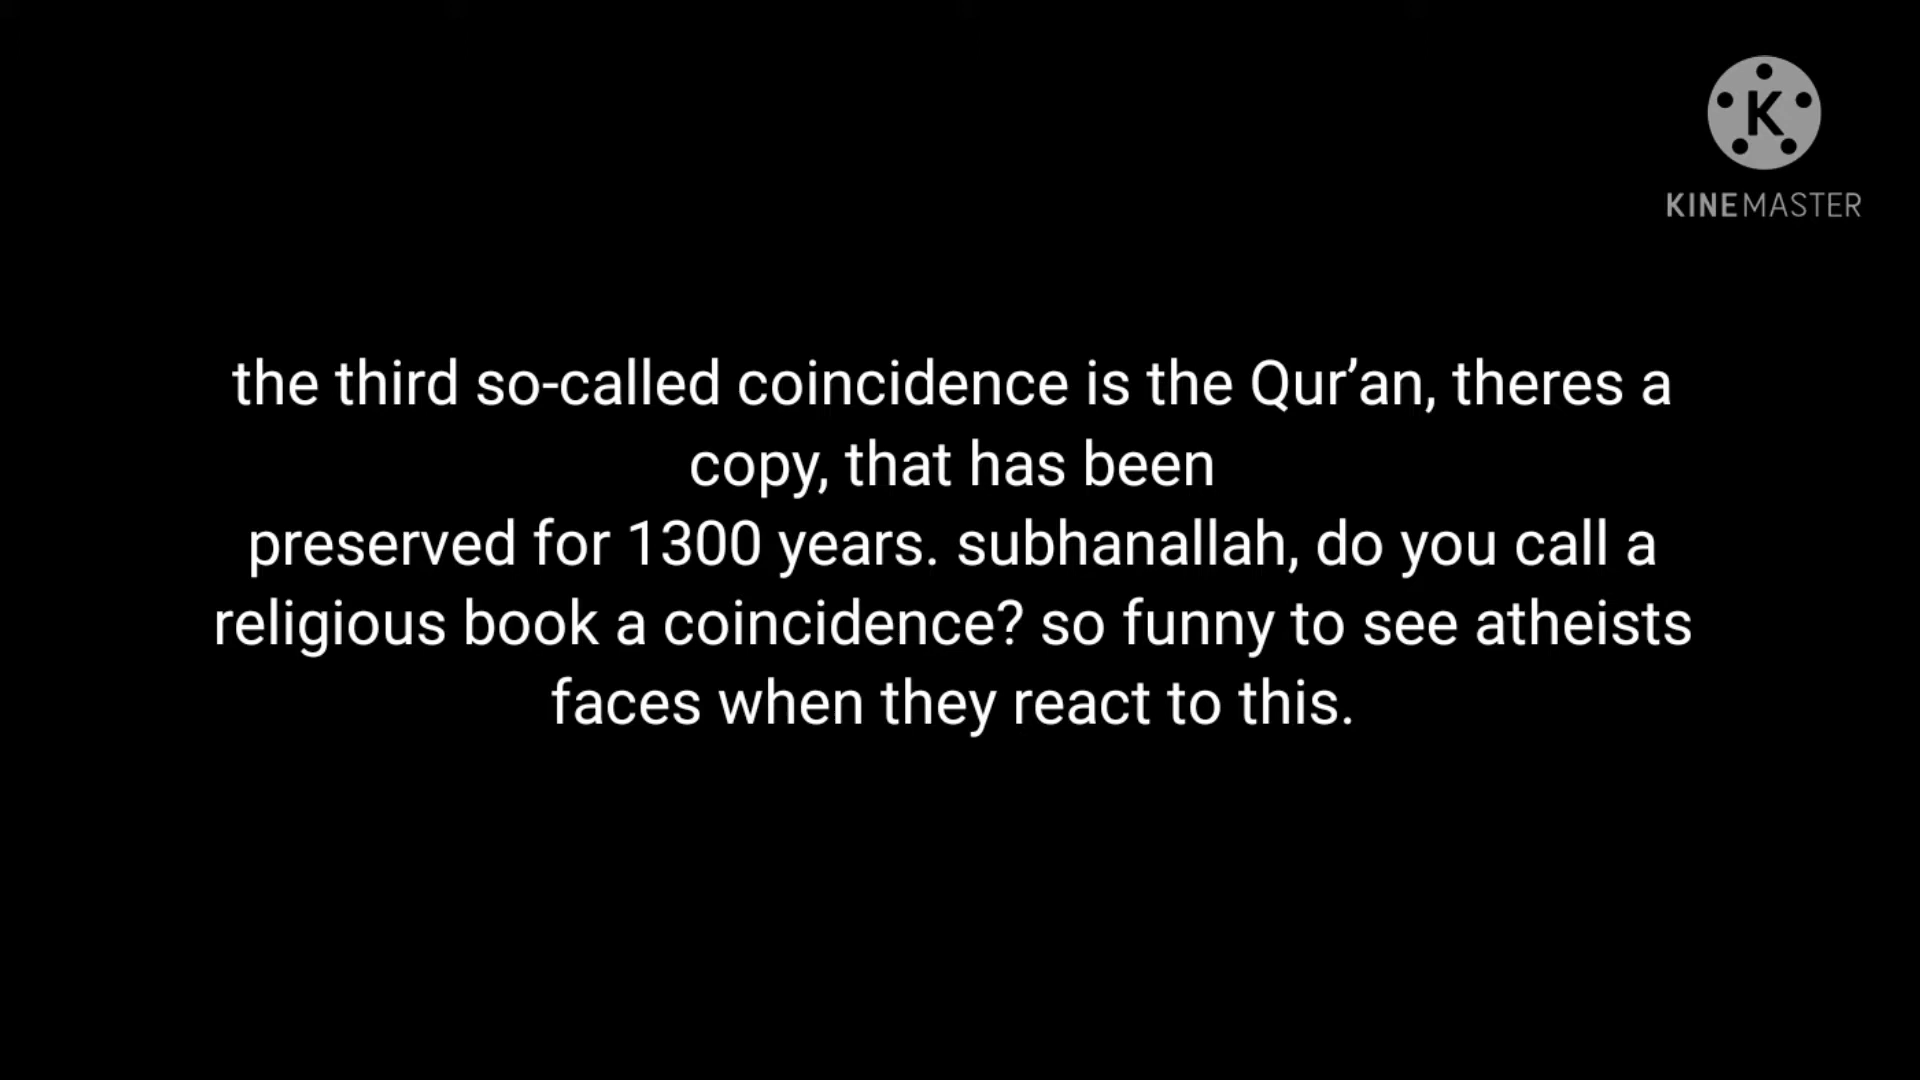 K
KINEMASTER
the third so-called coincidence is the Qur’an, theres a
copy, that has been
preserved for 1300 years. subhanallah, do you call a
religious book a coincidence? so funny to see atheists
faces when they react to this.